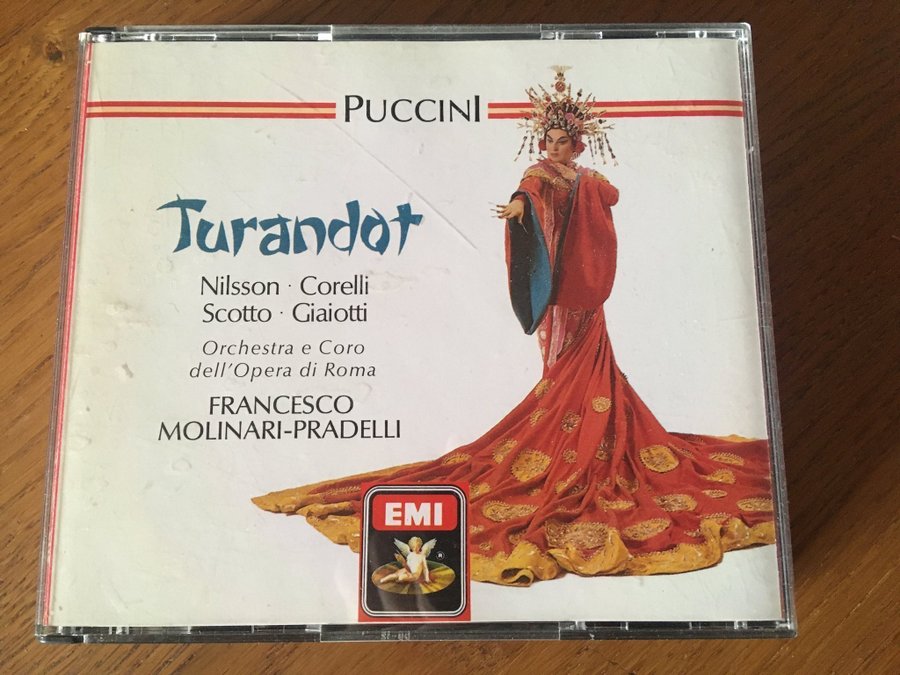 PUCCINI
Turandot
Nilsson · Corelli
Scotto · Giaiotti
Orchestra e Coro
dell'Opera di Roma
FRANCESCO
MOLINARI-PRADELLI
EMI
®